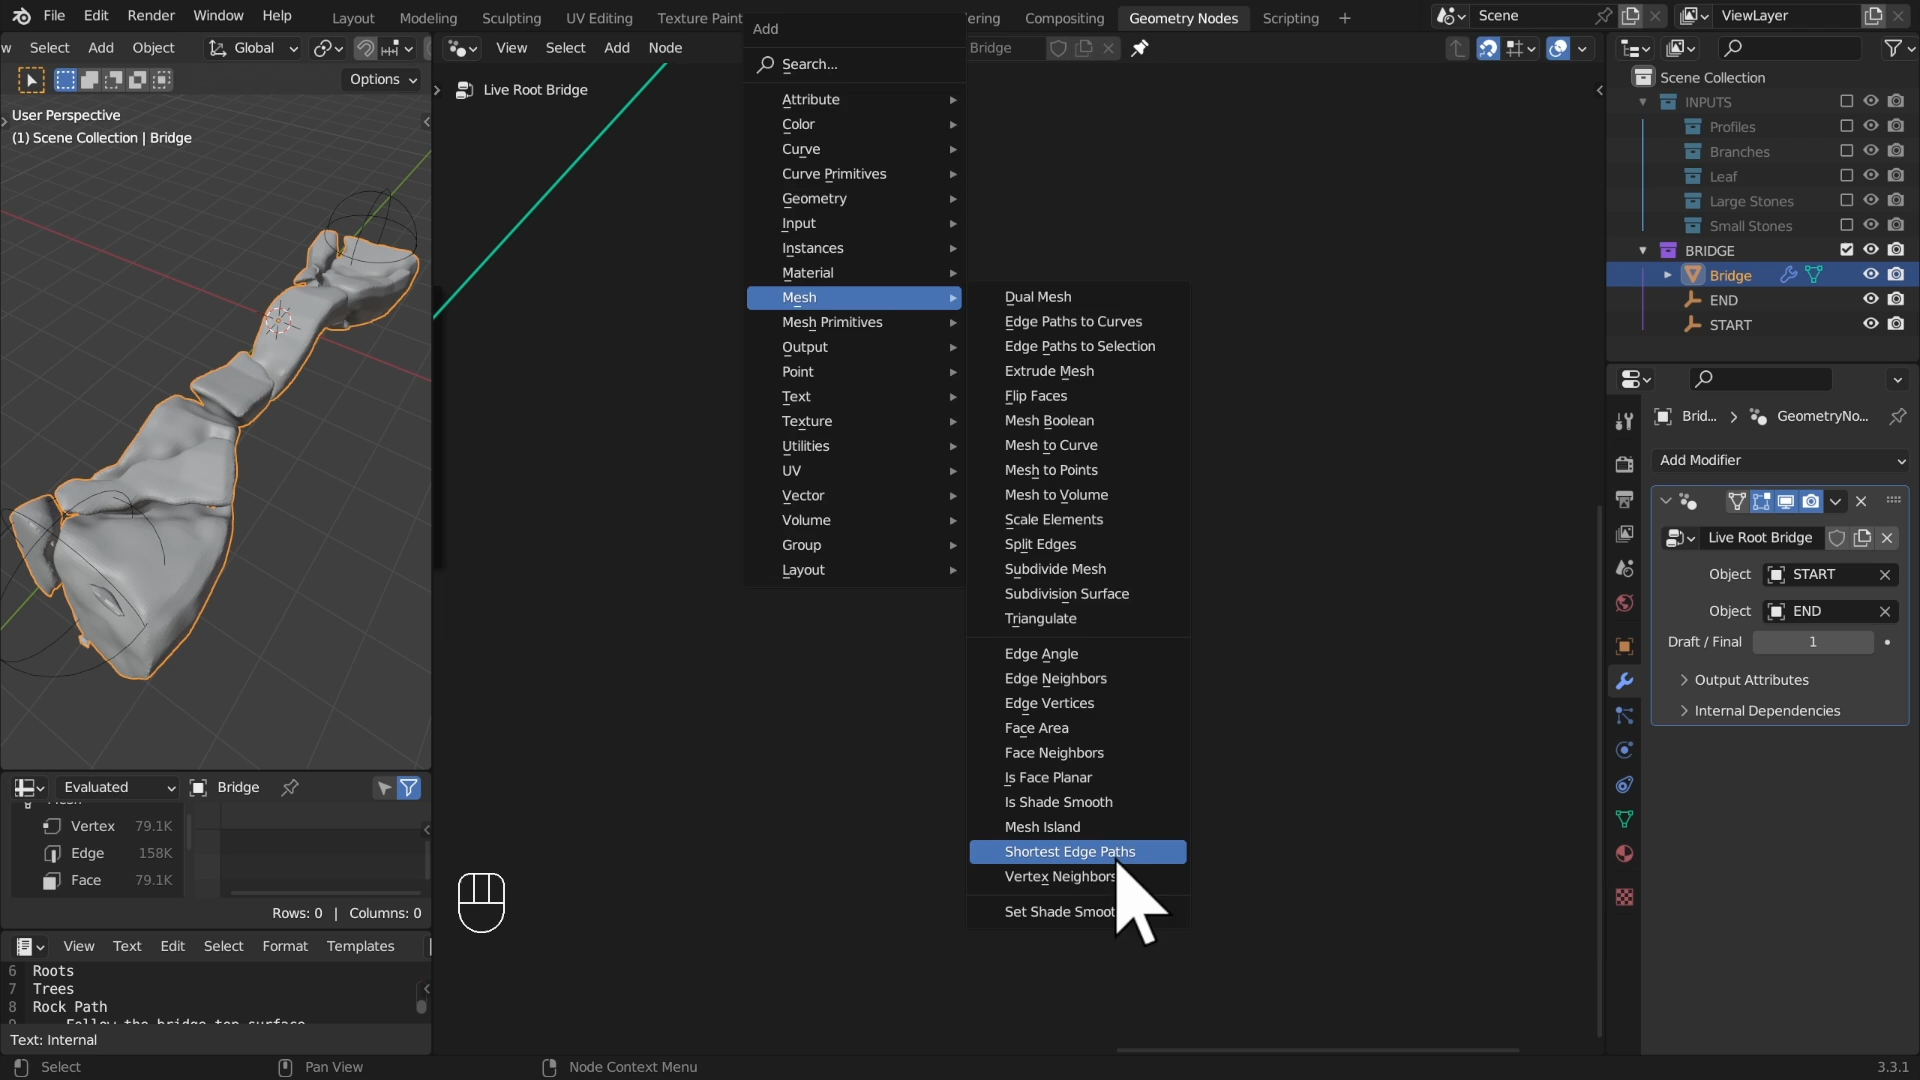 File Edit Render Window Help Layout Modeling Sculpting UV Editing Texture Paint Compositing Geometry Nodes Scripting + Scene ViewLayer
Select Add Object Global View Select Add Node Bridge
Options
User Perspective
(1) Scene Collection | Bridge
Live Root Bridge
Add
Search...
Attribute
Color
Curve
Curve Primitives
Geometry
Input
Instances
Material
Mesh
Mesh Primitives
Output
Point
Text
Texture
Utilities
UV
Vector
Volume
Group
Layout
Dual Mesh
Edge Paths to Curves
Edge Paths to Selection
Extrude Mesh
Flip Faces
Mesh Boolean
Mesh to Curve
Mesh to Points
Mesh to Volume
Scale Elements
Split Edges
Subdivide Mesh
Subdivision Surface
Triangulate
Edge Angle
Edge Neighbors
Edge Vertices
Face Area
Face Neighbors
Is Face Planar
Is Shade Smooth
Mesh Island
Shortest Edge Paths
Vertex Neighbors
Set Shade Smoot
Scene Collection
INPUTS
Profiles
Branches
Leaf
Large Stones
Small Stones
BRIDGE
Bridge
END
START
Brid... GeometryNo...
Add Modifier
Live Root Bridge
Object START
Object END
Draft / Final 1
Output Attributes
Internal Dependencies
Evaluated Bridge
Vertex 79.1K
Edge 158K
Face 79.1K
Rows: 0 | Columns: 0
View Text Edit Select Format Templates
6 Roots
7 Trees
8 Rock Path
Follow the bridge top surface
Text: Internal
Select Pan View Node Context Menu 3.3.1